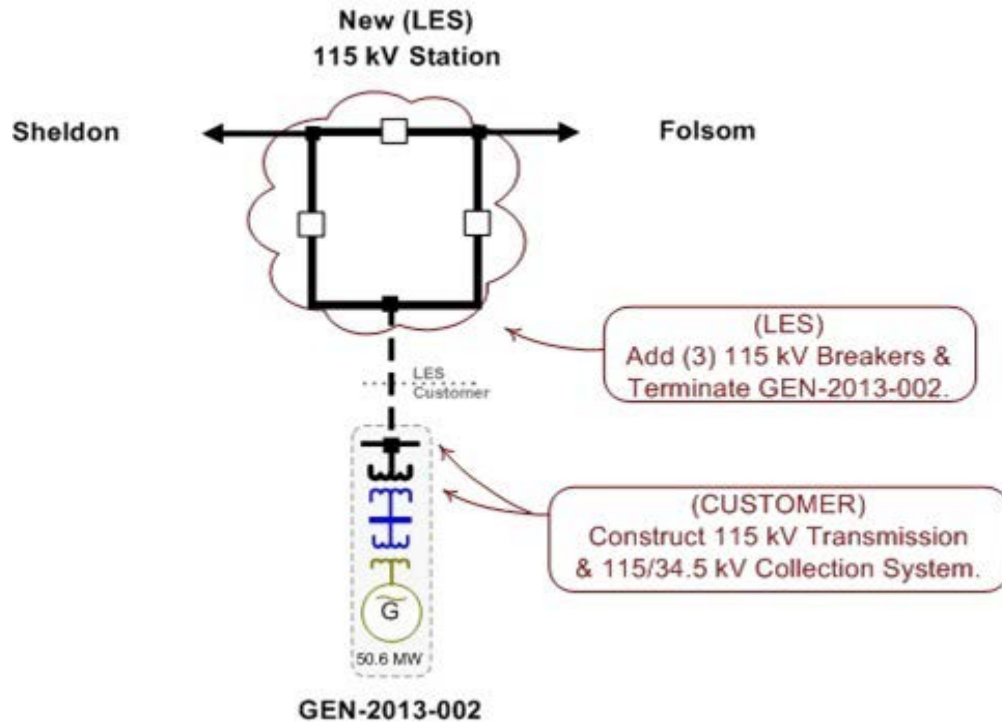 New (LES)
115 kV Station
Sheldon
Folsom
(LES)
Add (3) 115 kV Breakers &
Terminate GEN-2013-002.
LES
Customer
(CUSTOMER)
Construct 115 kV Transmission
& 115/34.5 kV Collection System.
G
50.6 MW
GEN-2013-002